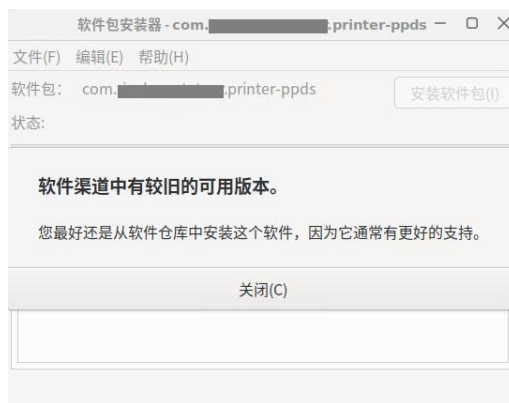 软件包安装器 - com. .printer-ppds
文件(F) 编辑(E) 帮助(H)
软件包: com. .printer-ppds 安装软件包(I)
状态:
软件渠道中有较旧的可用版本。
您最好还是从软件仓库中安装这个软件，因为它通常有更好的支持。
关闭(C)